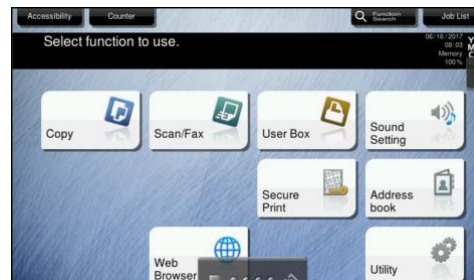 Accessibility
Counter
Function
Search
Job List
Select function to use.
06/16/2017
09:03
Memory
100%
Y
M
C
Copy
Scan/Fax
User Box
Sound
Setting
Secure
Print
Address
book
Web
Browser
Utility